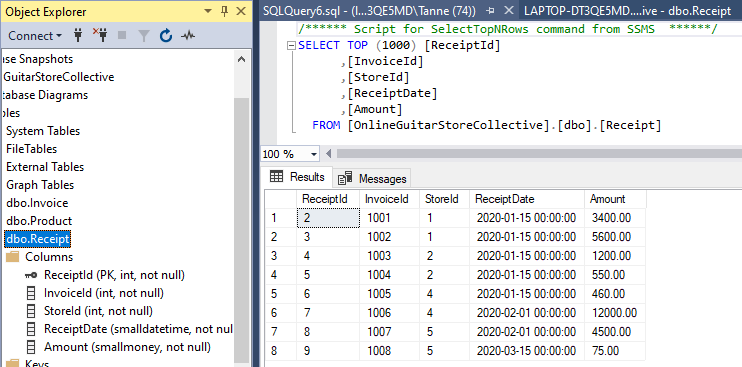 Object Explorer
Connect
ase Snapshots
GuitarStoreCollective
tabase Diagrams
bles
System Tables
FileTables
External Tables
Graph Tables
dbo.Invoice
dbo.Product
dbo.Receipt
Columns
ReceiptId (PK, int, not null)
InvoiceId (int, not null)
StoreId (int, not null)
ReceiptDate (smalldatetime, not nul
Amount (smallmoney, not null)
Keys
SQLQuery6.sql - (l...3QE5MD\Tanne (74))
LAPTOP-DT3QE5MD....ive - dbo.Receipt
/****** Script for SelectTopNRows command from SSMS ******/
SELECT TOP (1000) [ReceiptId]
,[InvoiceId]
,[StoreId]
,[ReceiptDate]
,[Amount]
FROM [OnlineGuitarStoreCollective].[dbo].[Receipt]
100 %
Results Messages
ReceiptId InvoiceId StoreId ReceiptDate Amount
1 2 1001 1 2020-01-15 00:00:00 3400.00
2 3 1002 1 2020-01-15 00:00:00 5600.00
3 4 1003 2 2020-01-15 00:00:00 1200.00
4 5 1004 2 2020-01-15 00:00:00 550.00
5 6 1005 4 2020-01-15 00:00:00 460.00
6 7 1006 4 2020-02-01 00:00:00 12000.00
7 8 1007 5 2020-02-01 00:00:00 4500.00
8 9 1008 5 2020-03-15 00:00:00 75.00